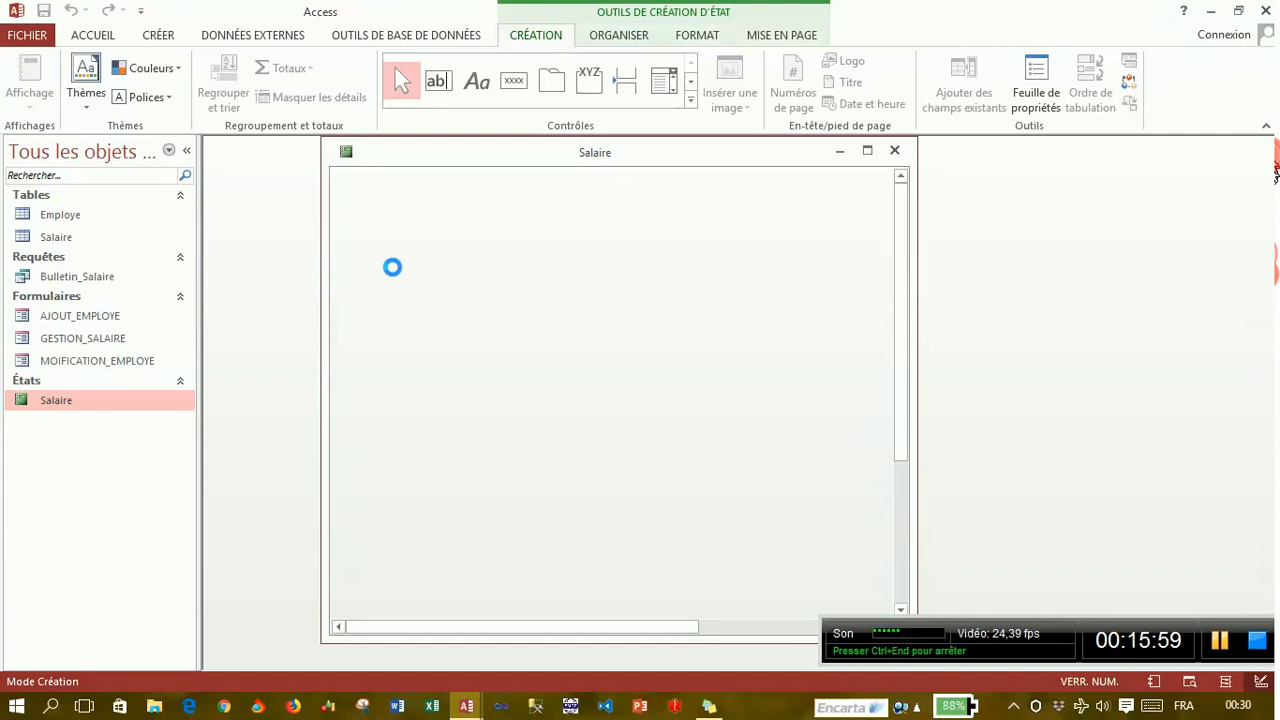 Access
OUTILS DE CRÉATION D'ÉTAT
FICHIER
ACCUEIL
CRÉER
DONNÉES EXTERNES
OUTILS DE BASE DE DONNÉES
CRÉATION
ORGANISER
FORMAT
MISE EN PAGE
Connexion
Affichage
Thèmes
Couleurs
Polices
Regrouper
et trier
Totaux
Masquer les détails
ab
Aa
xxxx
XYZ
Insérer une
image
Numéros
de page
Logo
Titre
Date et heure
Ajouter des
champs existants
Feuille de
propriétés
Ordre de
tabulation
Affichages
Thèmes
Regroupement et totaux
Contrôles
En-tête/pied de page
Outils
Tous les objets ...
Rechercher...
Tables
Employe
Salaire
Requêtes
Bulletin_Salaire
Formulaires
AJOUT_EMPLOYE
GESTION_SALAIRE
MOIFICATION_EMPLOYE
États
Salaire
Salaire
Son
Vidéo: 24,39 fps
Presser Ctrl+End pour arrêter
00:15:59
Mode Création
VERR. NUM.
Encarta
88%
FR
00:30